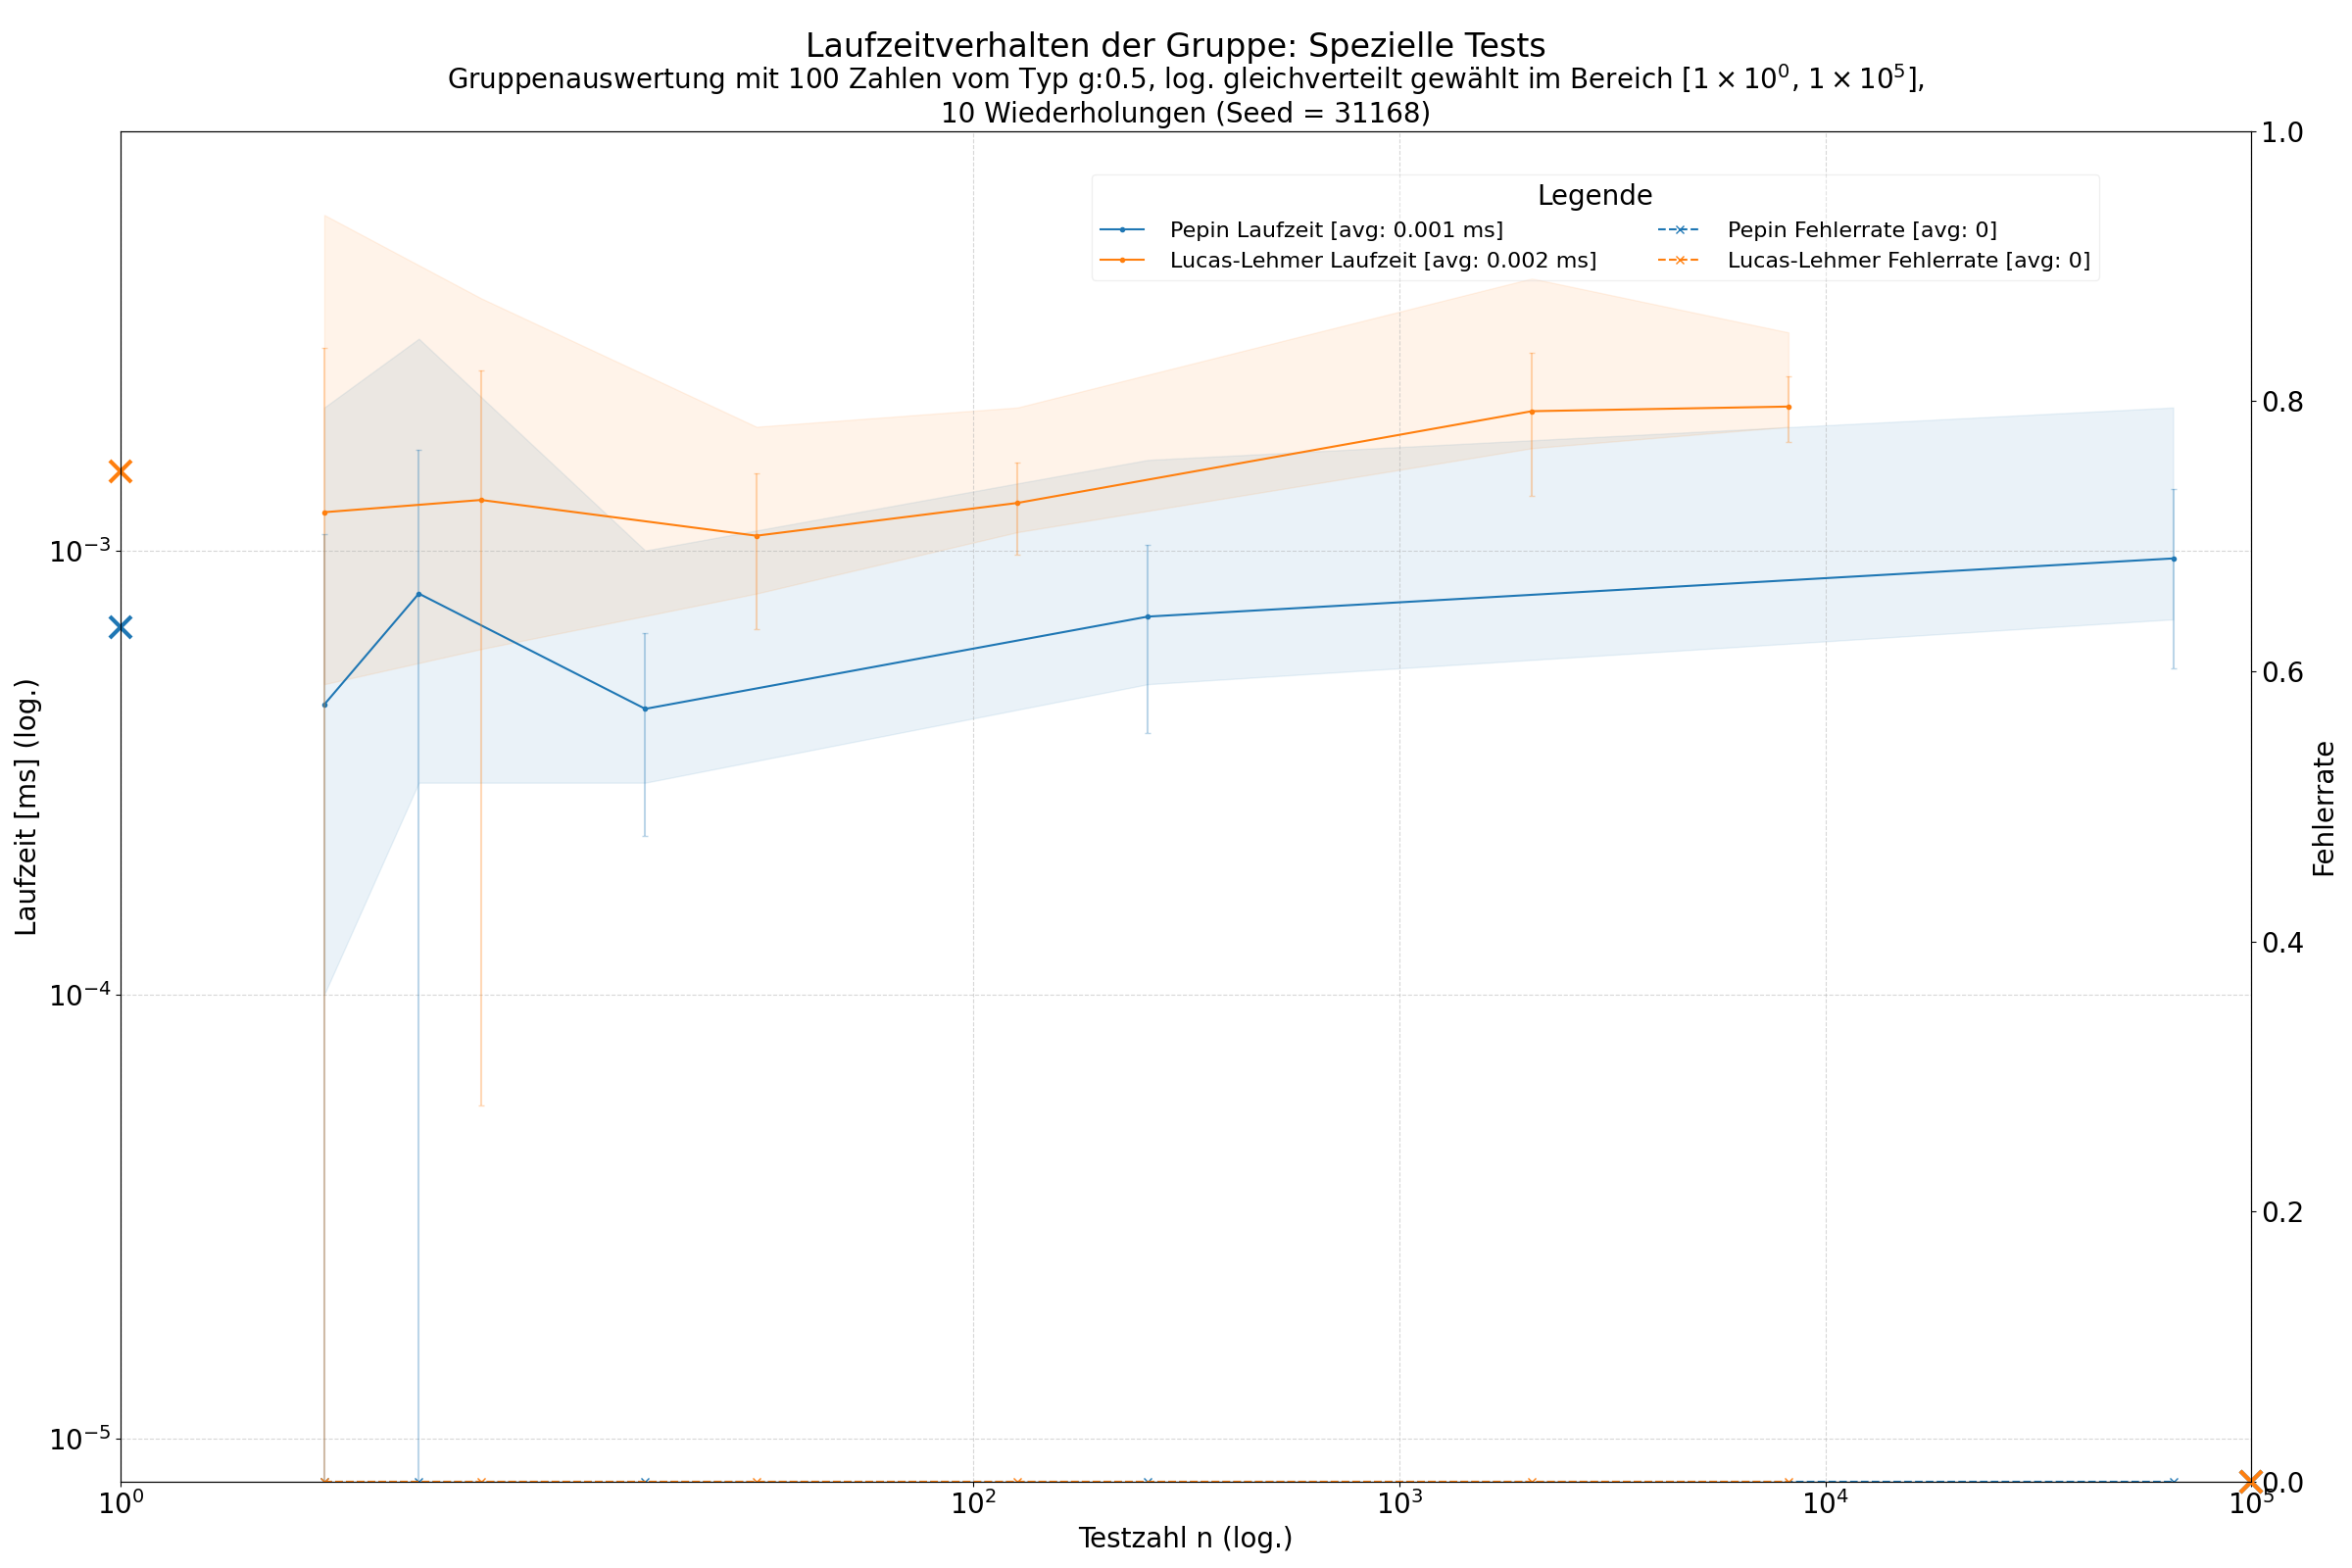 Laufzeitverhalten der Gruppe: Spezielle Tests
Gruppenauswertung mit 100 Zahlen vom Typ g:0.5, log. gleichverteilt gewählt im Bereich [1 × 10⁰, 1 × 10⁵],
10 Wiederholungen (Seed = 31168)
Legende
Pepin Laufzeit [avg: 0.001 ms]
Lucas-Lehmer Laufzeit [avg: 0.002 ms]
Pepin Fehlerrate [avg: 0]
Lucas-Lehmer Fehlerrate [avg: 0]
Laufzeit [ms] (log.)
10⁻³
10⁻⁴
10⁻⁵
1.0
0.8
0.6
0.4
0.2
0.0
Fehlerrate
10⁰
10²
10³
10⁴
10⁵
Testzahl n (log.)